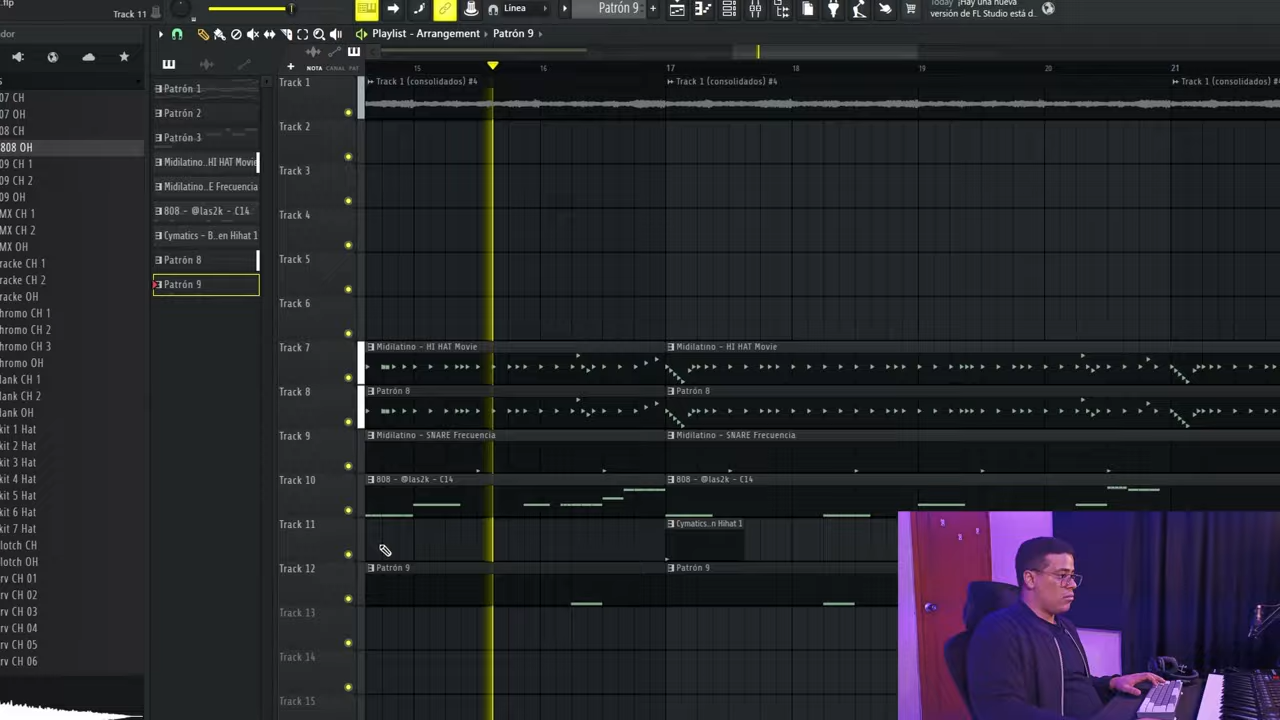 .flp
Track 11
Línea
Patrón 9
+
Today ¡Hay una nueva
versión de FL Studio está d
Playlist - Arrangement › Patrón 9 ›
NOTA CANAL PAT
15 16 17 18 19 20 21
07 CH
07 OH
08 CH
808 OH
09 CH 1
09 CH 2
09 OH
MX CH 1
MX CH 2
MX OH
racke CH 1
racke CH 2
racke OH
hromo CH 1
hromo CH 2
hromo CH 3
hromo OH
lank CH 1
lank CH 2
lank OH
kit 1 Hat
kit 2 Hat
kit 3 Hat
kit 4 Hat
kit 5 Hat
kit 6 Hat
kit 7 Hat
lotch CH
lotch OH
rv CH 01
rv CH 02
rv CH 03
rv CH 04
rv CH 05
rv CH 06
Patrón 1
Patrón 2
Patrón 3
Midilatino..HI HAT Movie
Midilatino..E Frecuencia
808 - @las2k - C14
Cymatics - B..en Hihat 1
Patrón 8
Patrón 9
Track 1
Track 1 (consolidados) #4
Track 1 (consolidados) #4
Track 1 (consolidados) #4
Track 2
Track 3
Track 4
Track 5
Track 6
Track 7
Midilatino - HI HAT Movie
Midilatino - HI HAT Movie
Track 8
Patrón 8
Patrón 8
Track 9
Midilatino - SNARE Frecuencia
Midilatino - SNARE Frecuencia
Track 10
808 - @las2k - C14
808 - @las2k - C14
Track 11
Cymatics..n Hihat 1
Track 12
Patrón 9
Patrón 9
Track 13
Track 14
Track 15